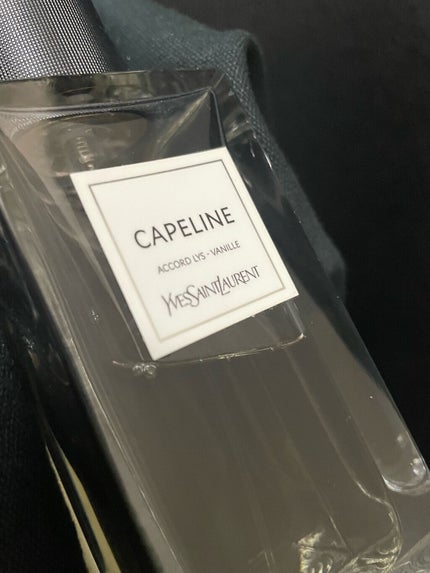 CAPELINE
ACCORD LYS - VANILLE
YVESSAINTLAURENT